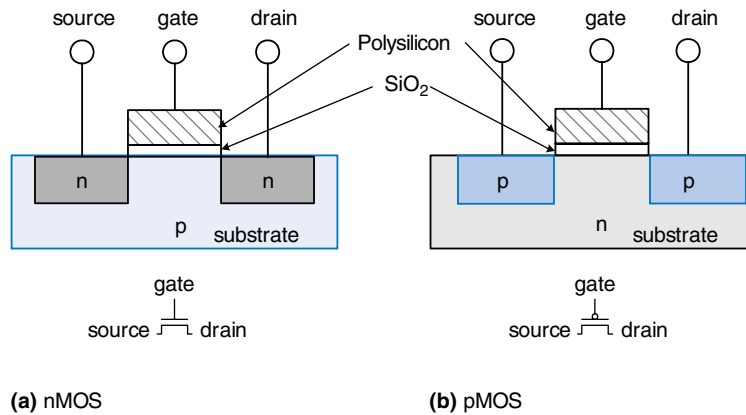 source gate drain
source gate drain
Polysilicon
SiO2
n
n
p
substrate
p
p
n
substrate
gate
source drain
gate
source drain
(a) nMOS
(b) pMOS